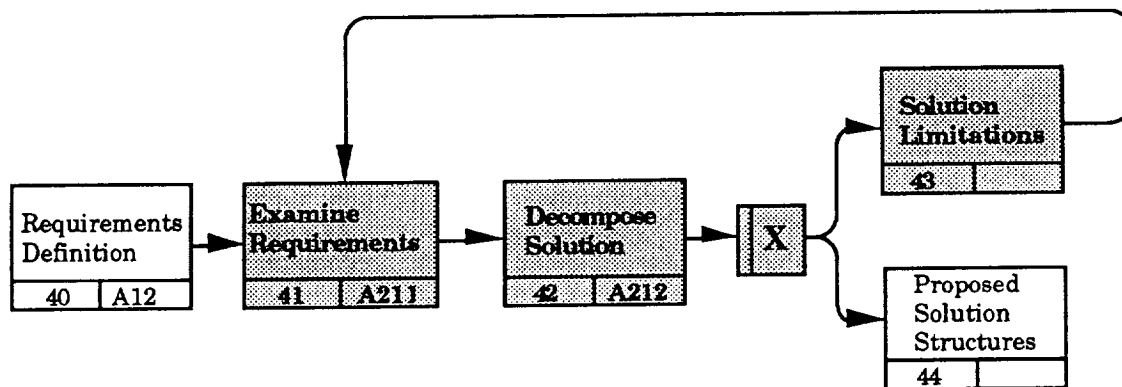 Requirements
Definition
40 A12
Examine
Requirements
41 A211
Decompose
Solution
42 A212
X
Solution
Limitations
43
Proposed
Solution
Structures
44